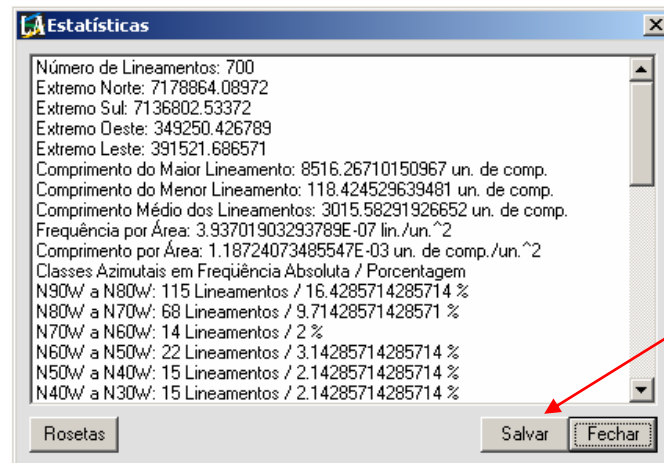 Estatísticas
Número de Lineamentos: 700
Extremo Norte: 7178864.08972
Extremo Sul: 7136802.53372
Extremo Oeste: 349250.426789
Extremo Leste: 391521.686571
Comprimento do Maior Lineamento: 8516.26710150967 un. de comp.
Comprimento do Menor Lineamento: 118.424529639481 un. de comp.
Comprimento Médio dos Lineamentos: 3015.58291926652 un. de comp.
Frequência por Área: 3.93701903293789E-07 lin./un.^2
Comprimento por Área: 1.18724073485547E-03 un. de comp./un.^2
Classes Azimutais em Freqüência Absoluta / Porcentagem
N90W a N80W: 115 Lineamentos / 16.4285714285714 %
N80W a N70W: 68 Lineamentos / 9.71428571428571 %
N70W a N60W: 14 Lineamentos / 2 %
N60W a N50W: 22 Lineamentos / 3.14285714285714 %
N50W a N40W: 15 Lineamentos / 2.14285714285714 %
N40W a N30W: 15 Lineamentos / 2.14285714285714 %
Rosetas Salvar Fechar